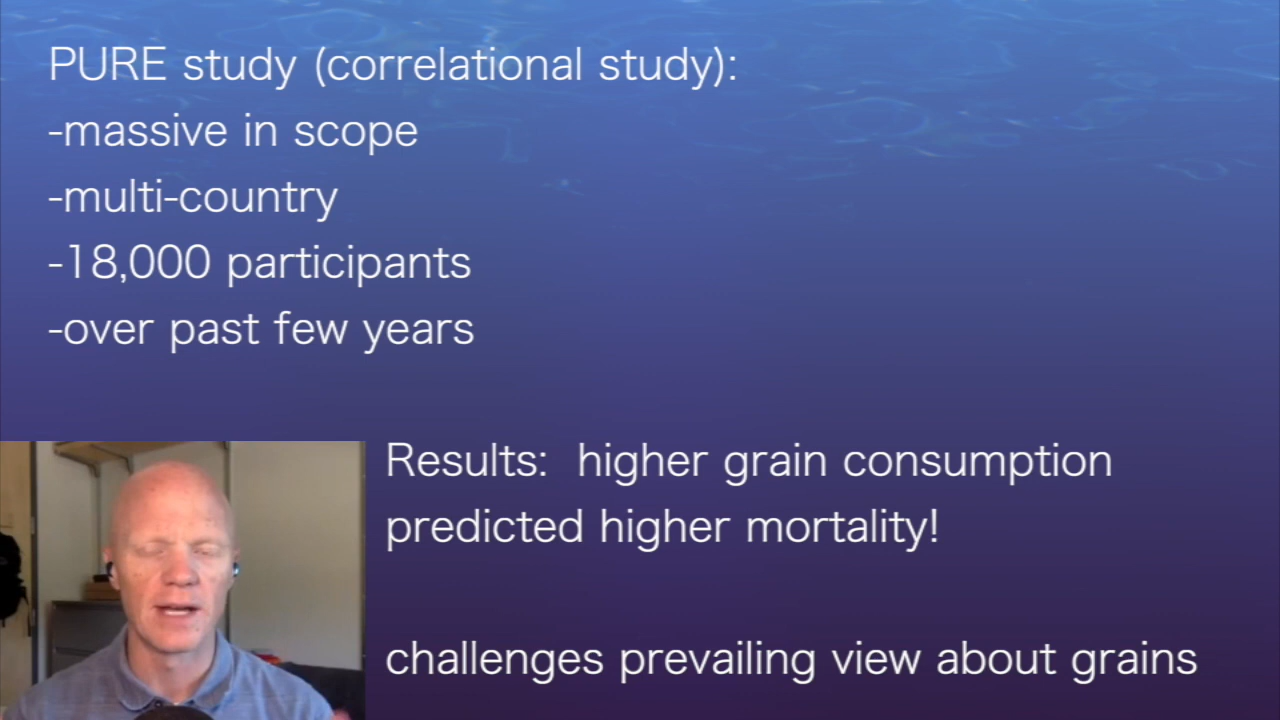 PURE study (correlational study):
-massive in scope
-multi-country
-18,000 participants
-over past few years
Results:  higher grain consumption
predicted higher mortality!
challenges prevailing view about grains